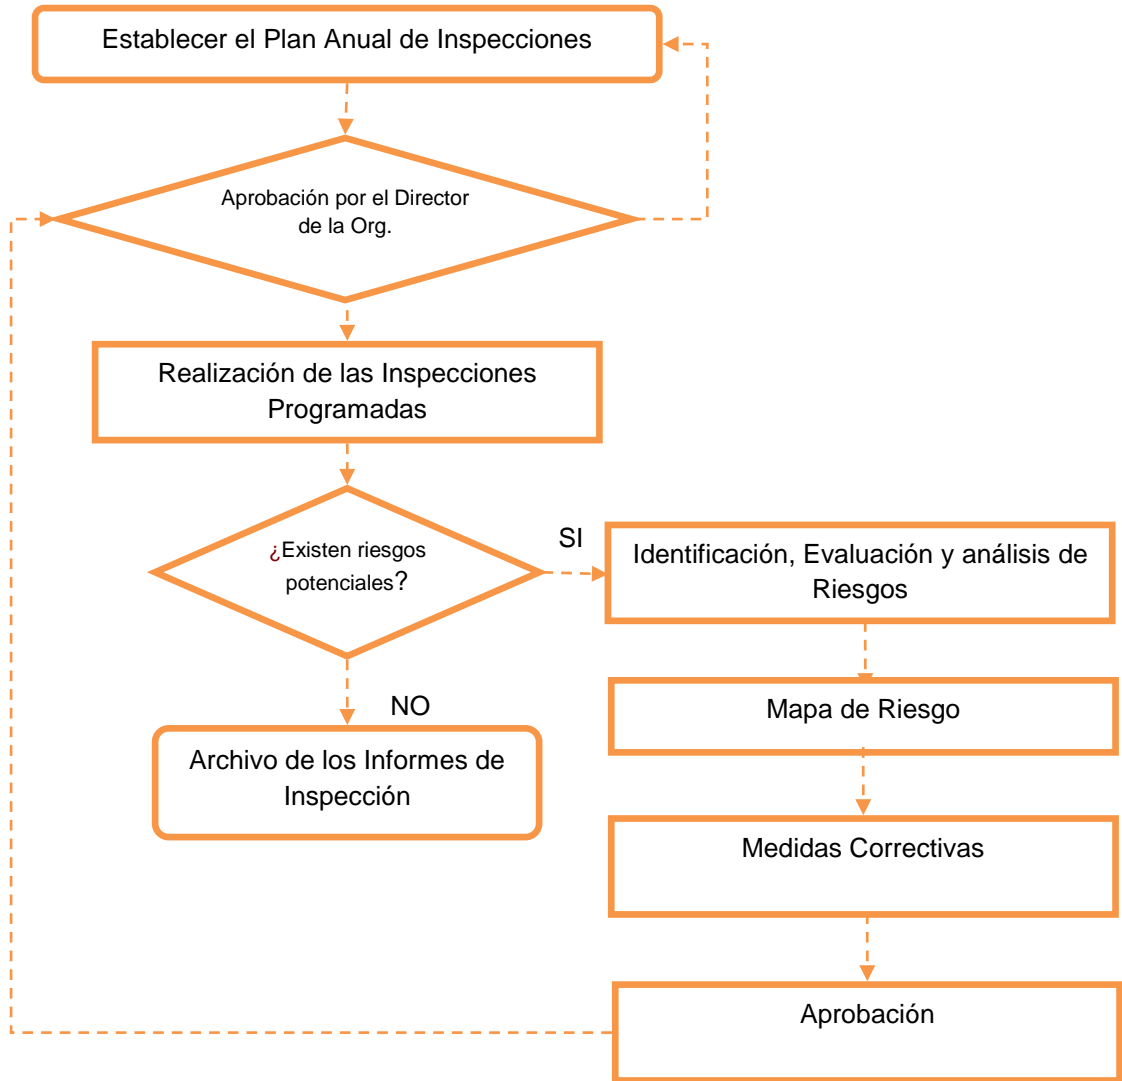 Establecer el Plan Anual de Inspecciones
Aprobación por el Director
de la Org.
Realización de las Inspecciones
Programadas
¿Existen riesgos
potenciales?
SI
Identificación, Evaluación y análisis de
Riesgos
Mapa de Riesgo
NO
Archivo de los Informes de
Inspección
Medidas Correctivas
Aprobación